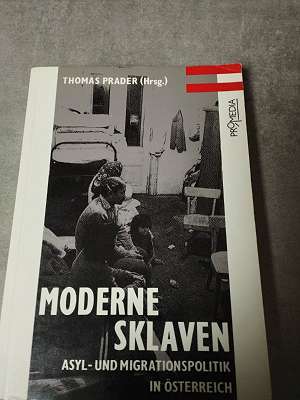 THOMAS PRADER (Hrsg.)
PROMEDIA
MODERNE
SKLAVEN
ASYL- UND MIGRATIONSPOLITIK
IN ÖSTERREICH